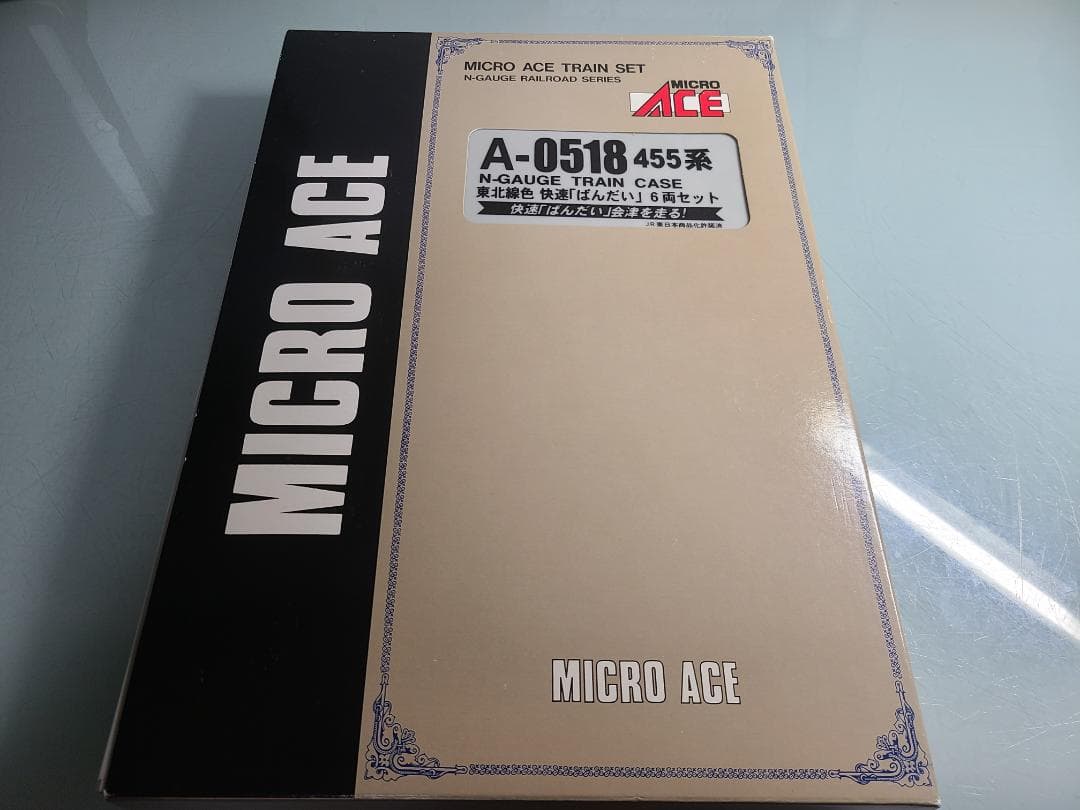 MICRO ACE
MICRO ACE TRAIN SET
N-GAUGE RAILROAD SERIES
MICRO
ACE
A-0518 455系
N-GAUGE TRAIN CASE
東北線色 快速「ばんだい」 6両セット
快速「ばんだい」会津を走る!
JR東日本商品化許諾済
MICRO ACE